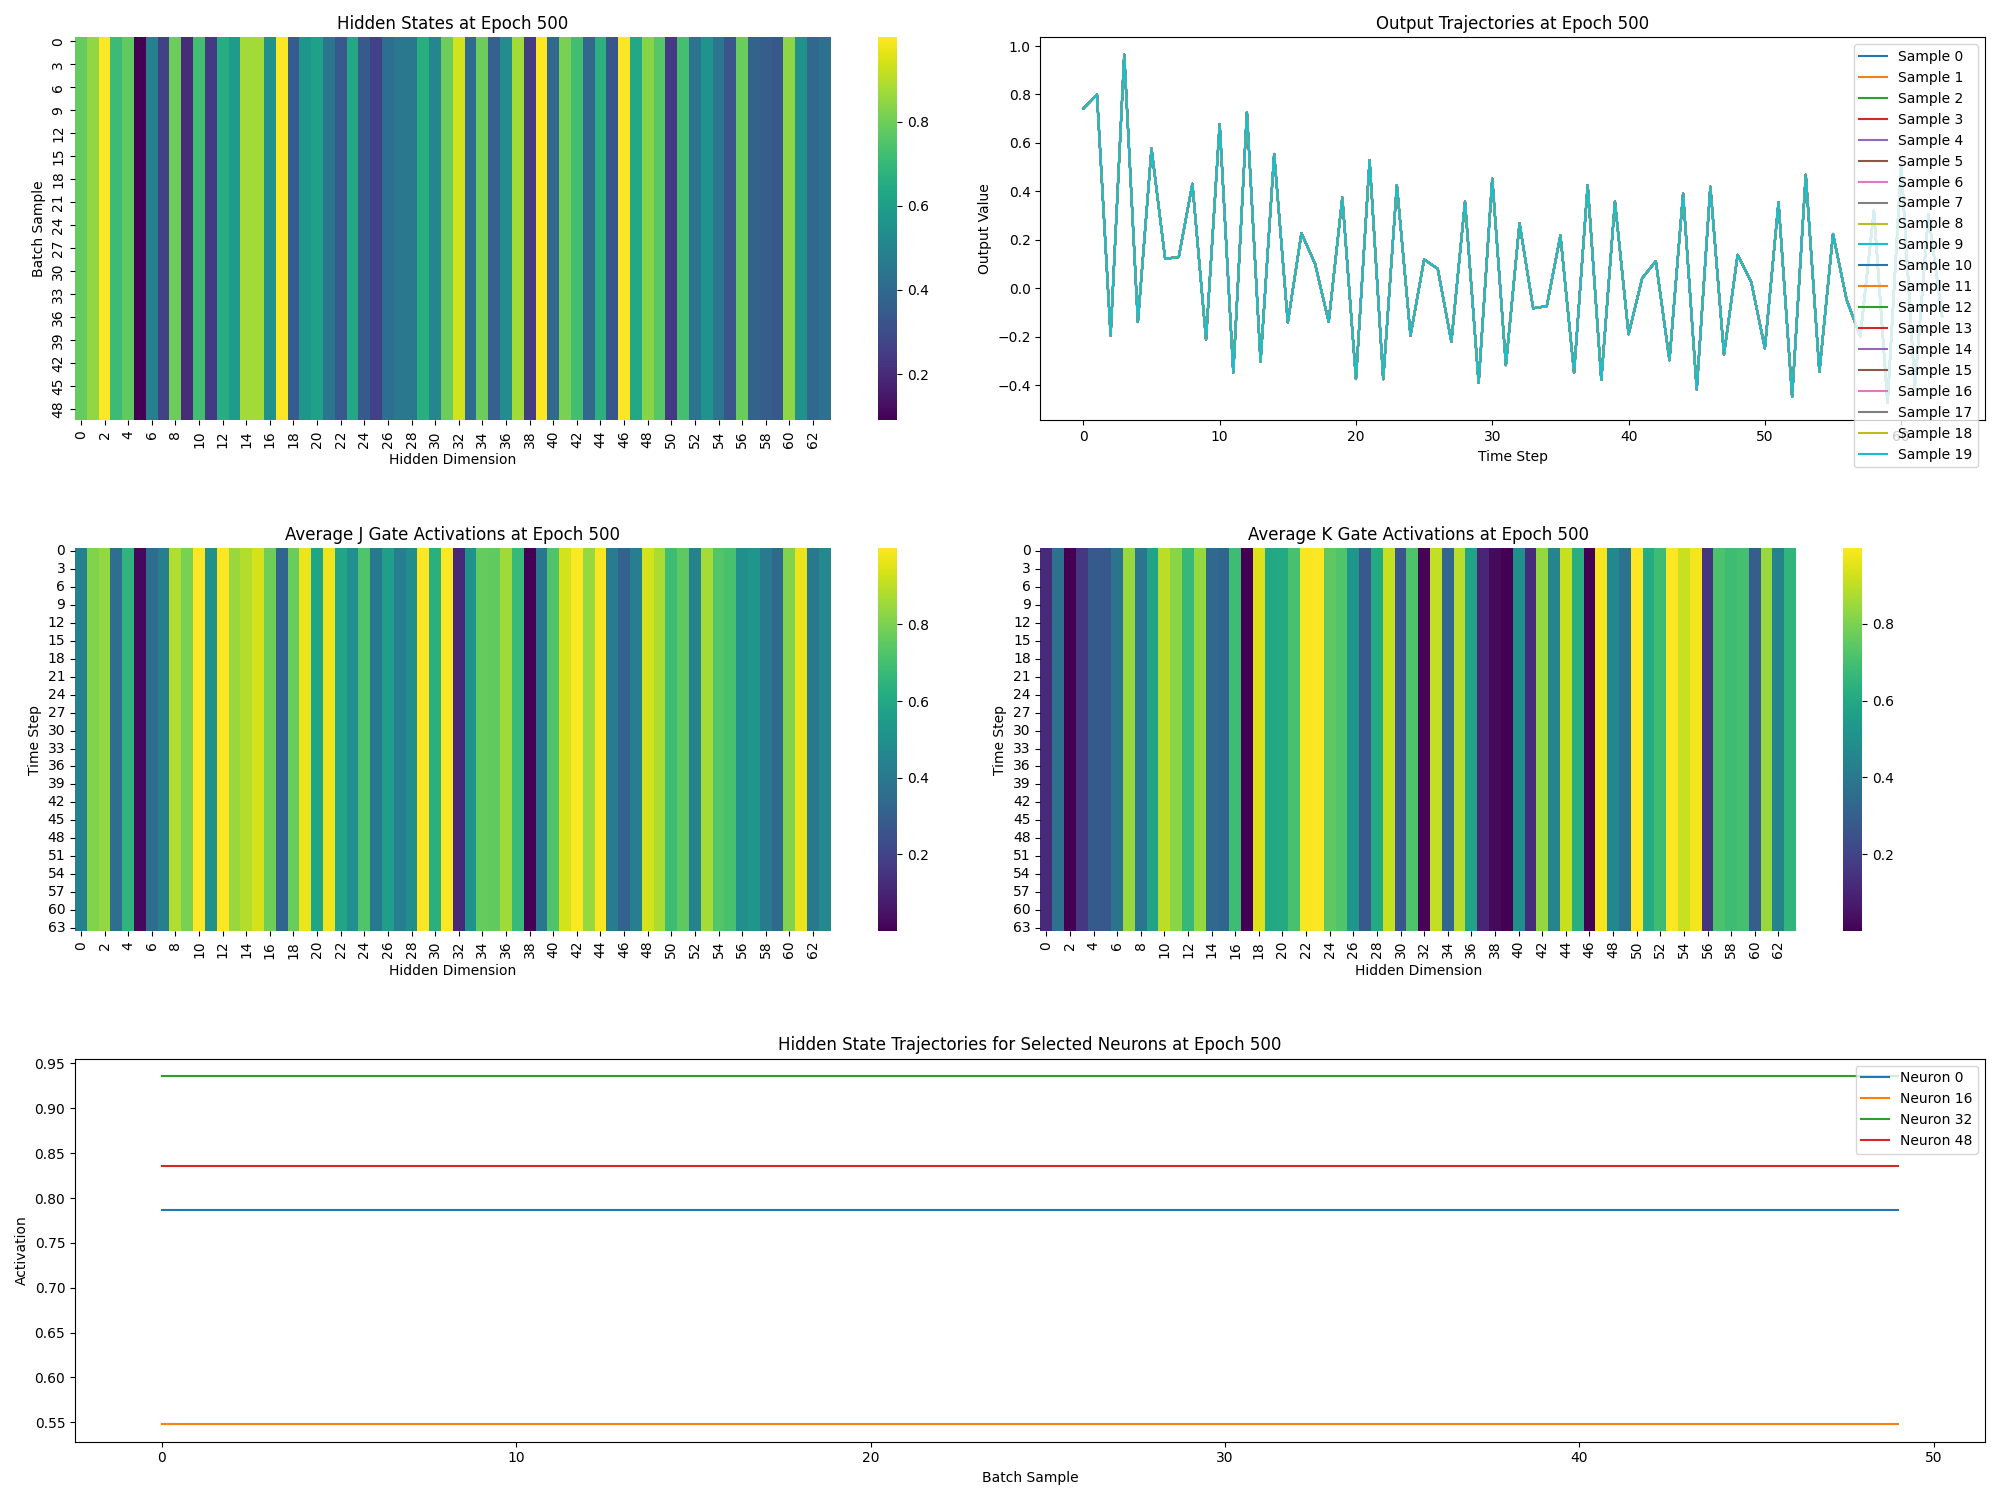 Hidden States at Epoch 500
Batch Sample
0 3 6 9 12 15 18 21 24 27 30 33 36 39 42 45 48
0 2 4 6 8 10 12 14 16 18 20 22 24 26 28 30 32 34 36 38 40 42 44 46 48 50 52 54 56 58 60 62
Hidden Dimension
0.8
0.6
0.4
0.2
Output Trajectories at Epoch 500
Output Value
1.0
0.8
0.6
0.4
0.2
0.0
−0.2
−0.4
0 10 20 30 40 50 60
Time Step
Sample 0
Sample 1
Sample 2
Sample 3
Sample 4
Sample 5
Sample 6
Sample 7
Sample 8
Sample 9
Sample 10
Sample 11
Sample 12
Sample 13
Sample 14
Sample 15
Sample 16
Sample 17
Sample 18
Sample 19
Average J Gate Activations at Epoch 500
Time Step
0
3
6
9
12
15
18
21
24
27
30
33
36
39
42
45
48
51
54
57
60
63
0 2 4 6 8 10 12 14 16 18 20 22 24 26 28 30 32 34 36 38 40 42 44 46 48 50 52 54 56 58 60 62
Hidden Dimension
0.8
0.6
0.4
0.2
Average K Gate Activations at Epoch 500
Time Step
0
3
6
9
12
15
18
21
24
27
30
33
36
39
42
45
48
51
54
57
60
63
0 2 4 6 8 10 12 14 16 18 20 22 24 26 28 30 32 34 36 38 40 42 44 46 48 50 52 54 56 58 60 62
Hidden Dimension
0.8
0.6
0.4
0.2
Hidden State Trajectories for Selected Neurons at Epoch 500
Activation
0.95
0.90
0.85
0.80
0.75
0.70
0.65
0.60
0.55
0 10 20 30 40 50
Batch Sample
Neuron 0
Neuron 16
Neuron 32
Neuron 48